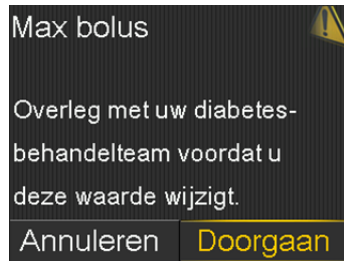 Max bolus
Overleg met uw diabetes-
behandelteam voordat u
deze waarde wijzigt.
Annuleren Doorgaan